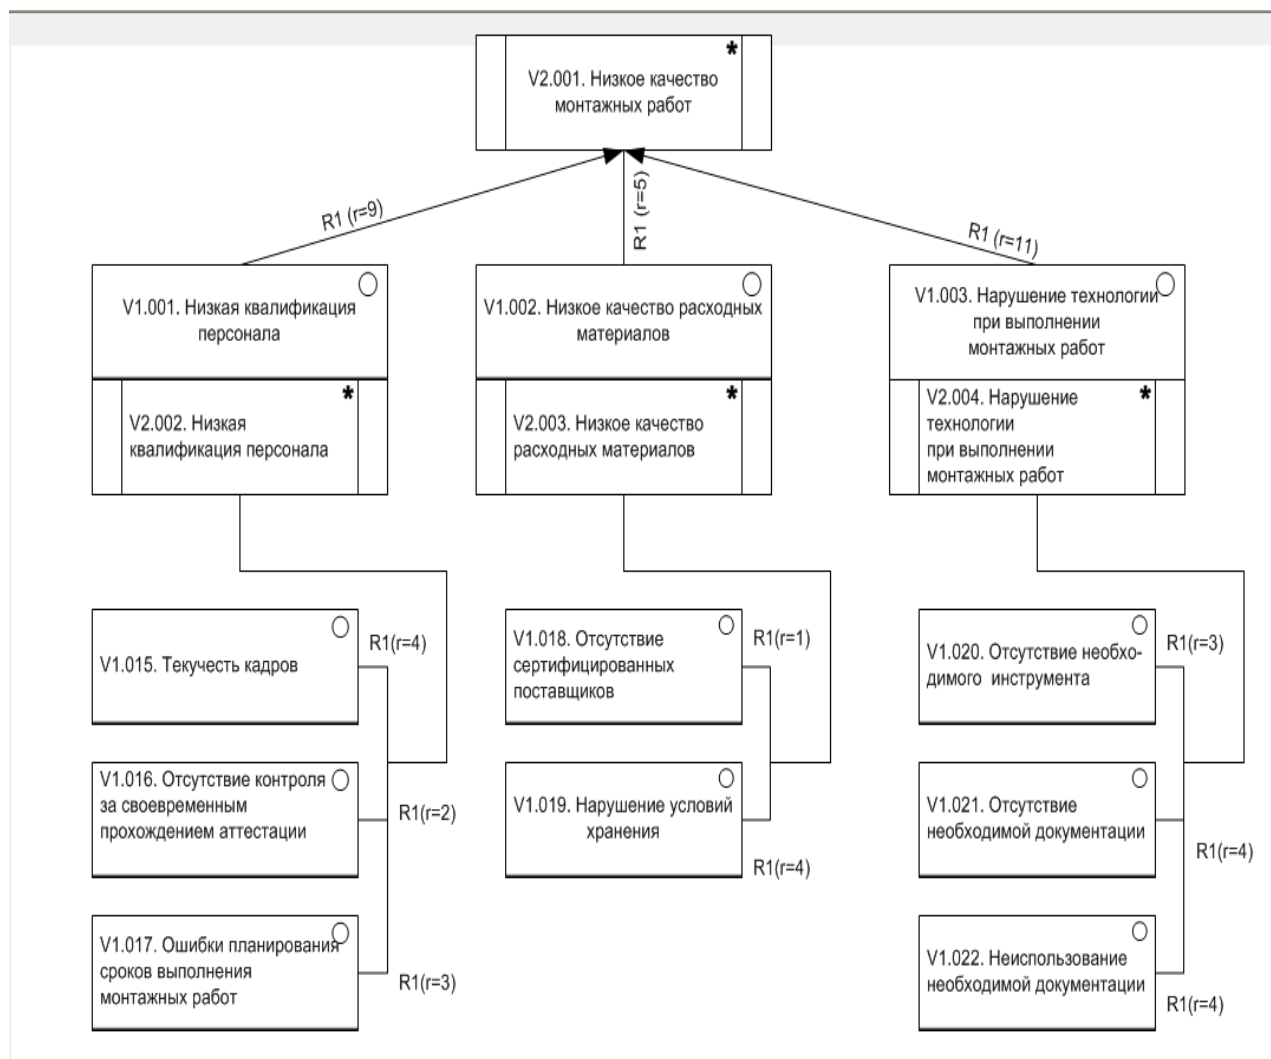 *
V2.001. Низкое качество
монтажных работ
R1 (r=9)
R1 (r=5)
R1 (r=11)
V1.001. Низкая квалификация
персонала
V1.002. Низкое качество расходных
материалов
V1.003. Нарушение технологии
при выполнении
монтажных работ
*
V2.002. Низкая
квалификация персонала
*
V2.003. Низкое качество
расходных материалов
*
V2.004. Нарушение
технологии
при выполнении
монтажных работ
V1.015. Текучесть кадров
R1(r=4)
V1.018. Отсутствие
сертифицированных
поставщиков
R1(r=1)
V1.020. Отсутствие необхо-
димого инструмента
R1(r=3)
V1.016. Отсутствие контроля
за своевременным
прохождением аттестации
R1(r=2)
V1.019. Нарушение условий
хранения
R1(r=4)
V1.021. Отсутствие
необходимой документации
R1(r=4)
V1.017. Ошибки планирования
сроков выполнения
монтажных работ
R1(r=3)
V1.022. Неиспользование
необходимой документации
R1(r=4)